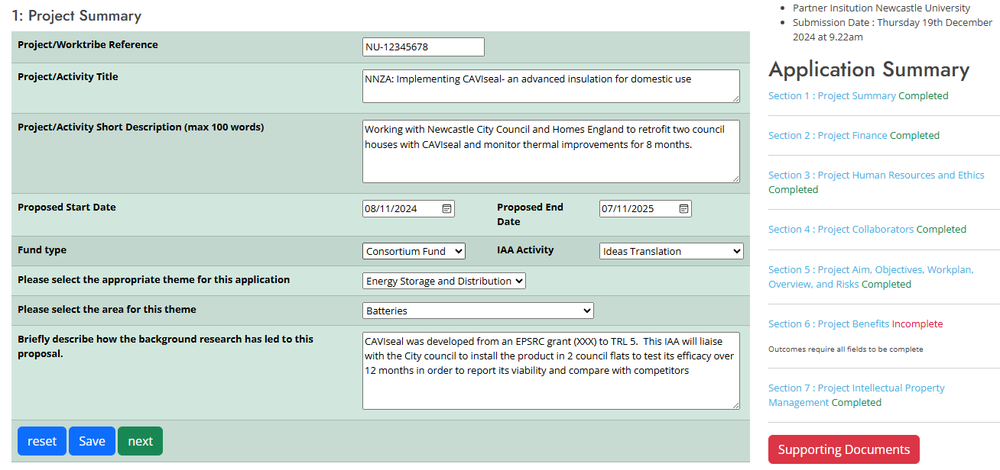 1: Project Summary
Project/Worktribe Reference
NU-12345678
Project/Activity Title
NNZA: Implementing CAVIseal- an advanced insulation for domestic use
Project/Activity Short Description (max 100 words)
Working with Newcastle City Council and Homes England to retrofit two council
houses with CAVIseal and monitor thermal improvements for 8 months.
Proposed Start Date
08/11/2024
Proposed End
Date
07/11/2025
Fund type
Consortium Fund
IAA Activity
Ideas Translation
Please select the appropriate theme for this application
Energy Storage and Distribution
Please select the area for this theme
Batteries
Briefly describe how the background research has led to this
proposal.
CAVIseal was developed from an EPSRC grant (XXX) to TRL 5.  This IAA will liaise
with the City council to install the product in 2 council flats to test its efficacy over
12 months in order to report its viability and compare with competitors
reset
Save
next
Partner Insitution Newcastle University
Submission Date : Thursday 19th December
2024 at 9.22am
Application Summary
Section 1 : Project Summary Completed
Section 2 : Project Finance Completed
Section 3 : Project Human Resources and Ethics
Completed
Section 4 : Project Collaborators Completed
Section 5 : Project Aim, Objectives, Workplan,
Overview, and Risks Completed
Section 6 : Project Benefits Incomplete
Outcomes require all fields to be complete
Section 7 : Project Intellectual Property
Management Completed
Supporting Documents